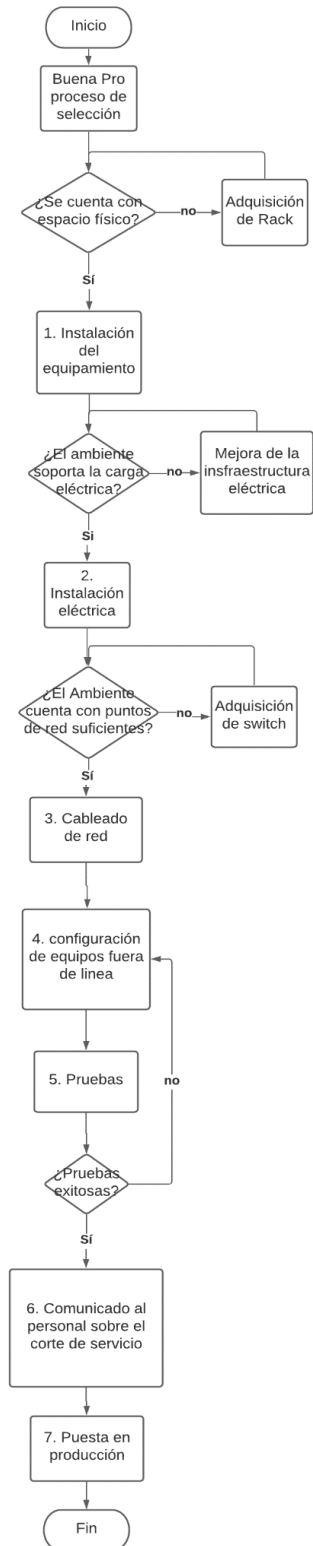 Inicio
Buena Pro
proceso de
selección
¿Se cuenta con
espacio físico?
no
Adquisición
de Rack
Sí
1. Instalación
del
equipamiento
¿El ambiente
soporta la carga
eléctrica?
no
Mejora de la
insfraestructura
eléctrica
Si
2.
Instalación
eléctrica
¿El Ambiente
cuenta con puntos
de red suficientes?
no
Adquisición
de switch
Sí
3. Cableado
de red
4. configuración
de equipos fuera
de linea
5. Pruebas
no
¿Pruebas
exitosas?
Sí
6. Comunicado al
personal sobre el
corte de servicio
7. Puesta en
producción
Fin